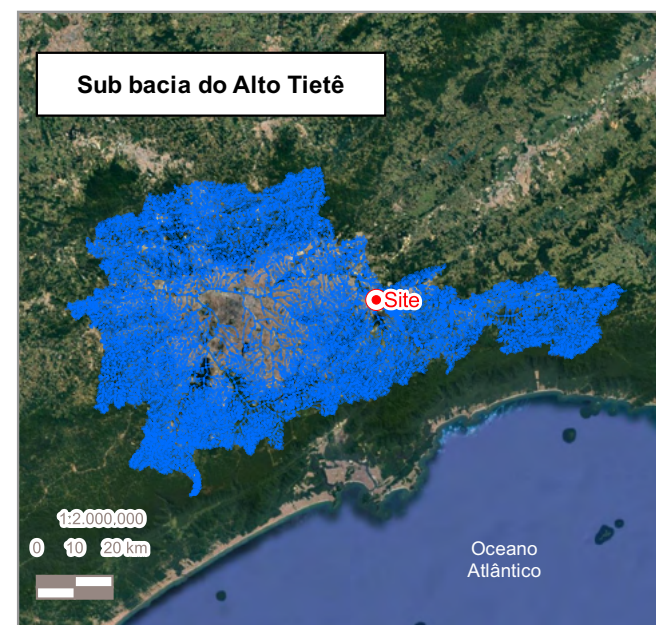 Sub bacia do Alto Tietê
Site
1:2.000,000
0 10 20 km
Oceano
Atlântico